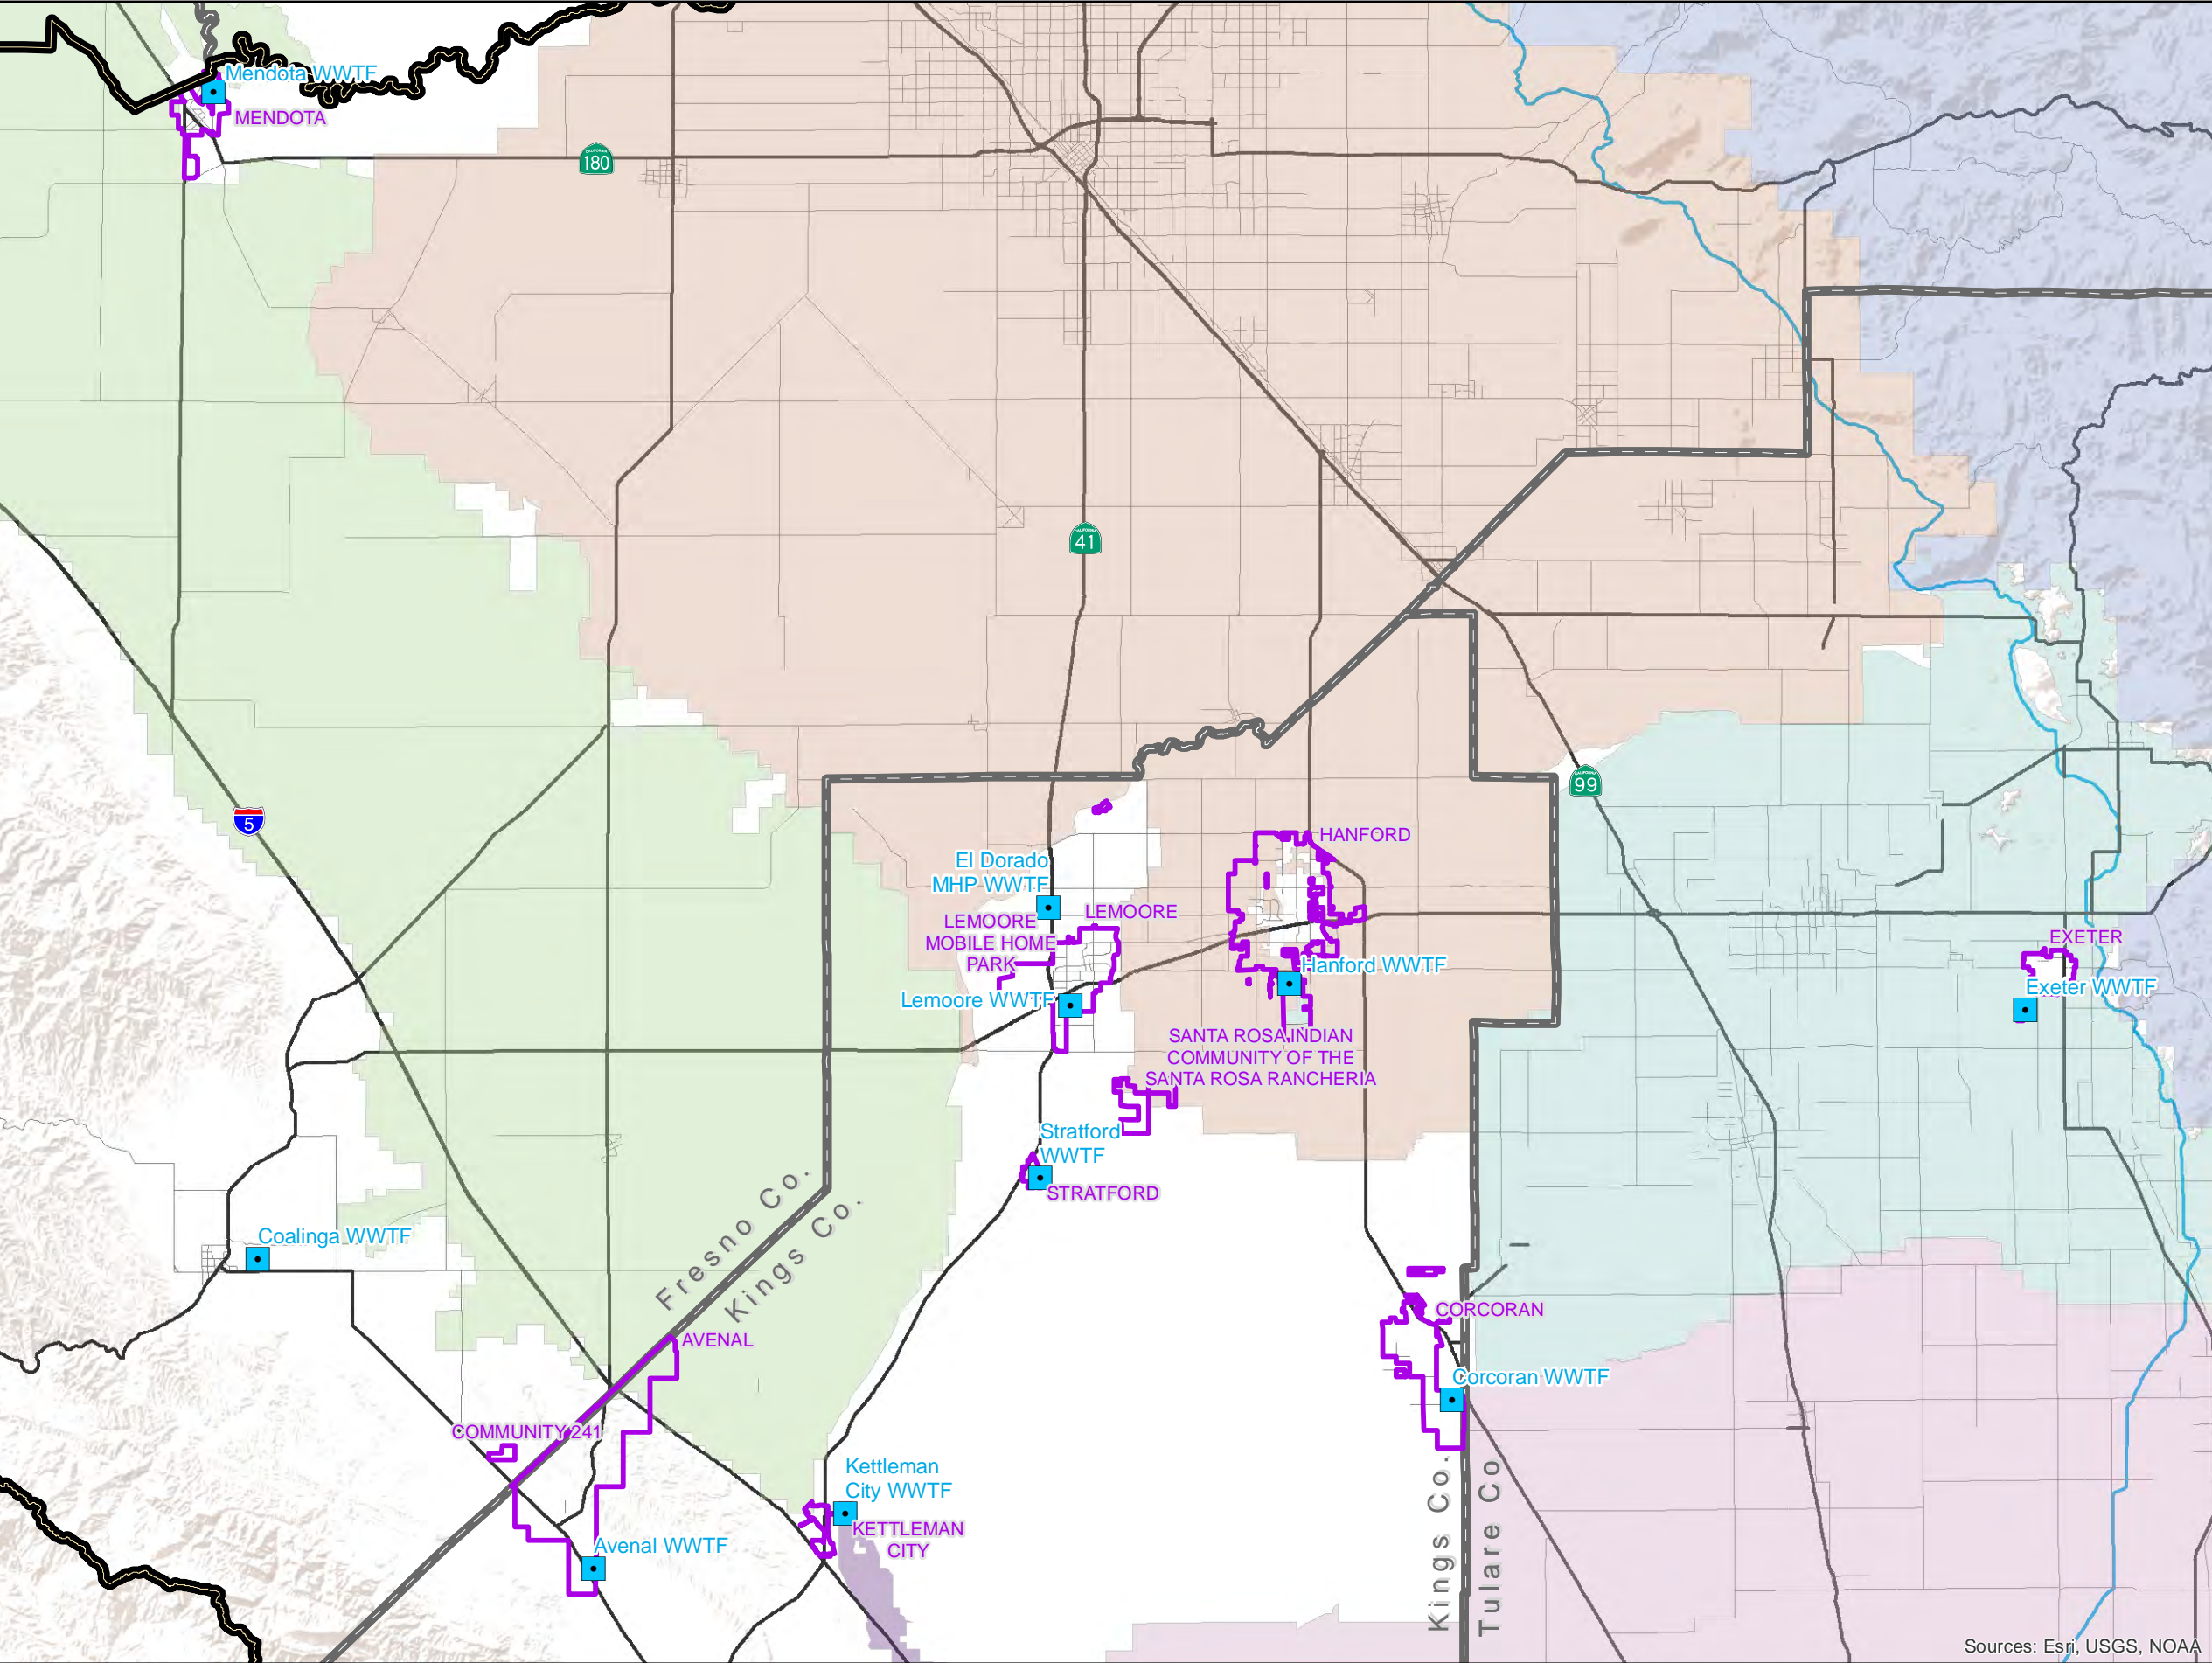 Mendota WWTF
MENDOTA
CALIFORNIA
180
CALIFORNIA
41
CALIFORNIA
99
5
HANFORD
El Dorado
MHP WWTF
LEMOORE
LEMOORE
MOBILE HOME
PARK
EXETER
Hanford WWTF
Exeter WWTF
Lemoore WWTF
SANTA ROSA INDIAN
COMMUNITY OF THE
SANTA ROSA RANCHERIA
Stratford
WWTF
STRATFORD
Fresno Co.
Kings Co.
Coalinga WWTF
CORCORAN
AVENAL
Corcoran WWTF
COMMUNITY 241
Kettleman
City WWTF
KETTLEMAN
CITY
Avenal WWTF
Kings Co.
Tulare Co.
Sources: Esri, USGS, NOAA